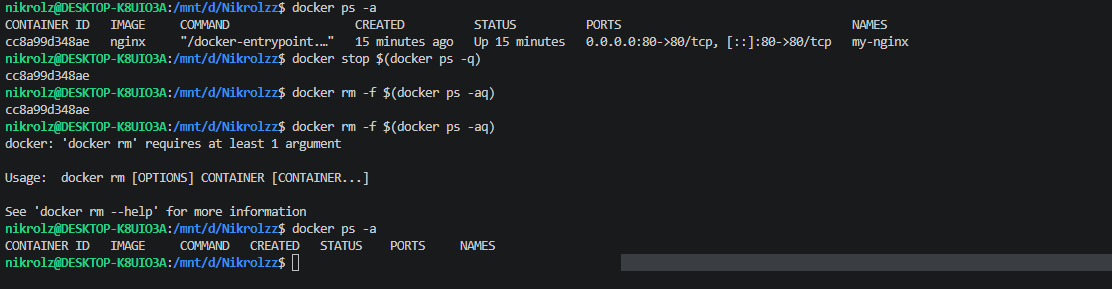 nikrolz@DESKTOP-K8UIO3A:/mnt/d/Nikrolzz$ docker ps -a
CONTAINER ID   IMAGE     COMMAND                  CREATED          STATUS          PORTS                                 NAMES
cc8a99d348ae   nginx     "/docker-entrypoint.…"   15 minutes ago   Up 15 minutes   0.0.0.0:80->80/tcp, [::]:80->80/tcp   my-nginx
nikrolz@DESKTOP-K8UIO3A:/mnt/d/Nikrolzz$ docker stop $(docker ps -q)
cc8a99d348ae
nikrolz@DESKTOP-K8UIO3A:/mnt/d/Nikrolzz$ docker rm -f $(docker ps -aq)
cc8a99d348ae
nikrolz@DESKTOP-K8UIO3A:/mnt/d/Nikrolzz$ docker rm -f $(docker ps -aq)
docker: 'docker rm' requires at least 1 argument
Usage:  docker rm [OPTIONS] CONTAINER [CONTAINER...]
See 'docker rm --help' for more information
nikrolz@DESKTOP-K8UIO3A:/mnt/d/Nikrolzz$ docker ps -a
CONTAINER ID   IMAGE     COMMAND   CREATED   STATUS    PORTS     NAMES
nikrolz@DESKTOP-K8UIO3A:/mnt/d/Nikrolzz$